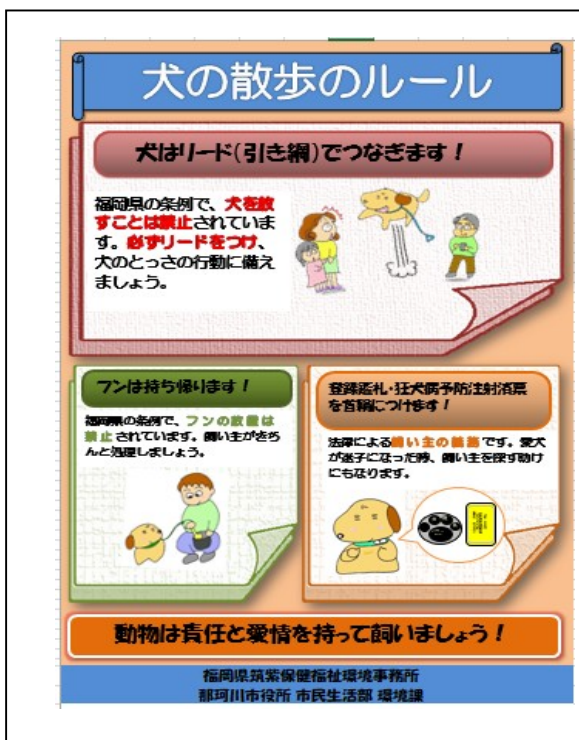 犬の散歩のルール
犬はリード(引き綱)でつなぎます!
福岡県の条例で、犬を放
すことは禁止されていま
す。必ずリードをつけ、
犬のとっさの行動に備え
ましょう。
フンは持ち帰ります!
福岡県の条例で、フンの放置は
禁止されています。飼い主がきち
んと処理しましょう。
登録鑑札・狂犬病予防注射済票
を首輪につけます!
法律による飼い主の義務です。愛犬
が迷子になった時、飼い主を探す助け
にもなります。
動物は責任と愛情を持って飼いましょう!
福岡県筑紫保健福祉環境事務所
那珂川市役所 市民生活部 環境課